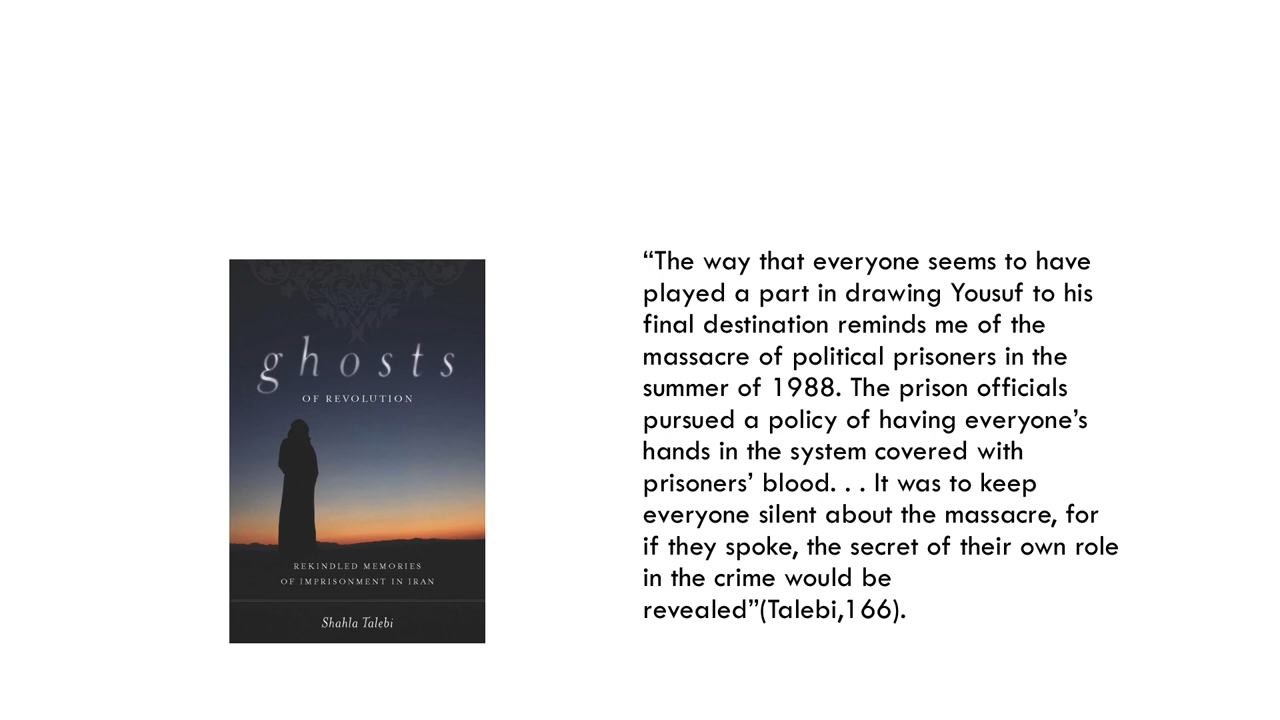 ghosts
OF REVOLUTION
REKINDLED MEMORIES
OF IMPRISONMENT IN IRAN
Shahla Talebi
“The way that everyone seems to have
played a part in drawing Yousuf to his
final destination reminds me of the
massacre of political prisoners in the
summer of 1988. The prison officials
pursued a policy of having everyone’s
hands in the system covered with
prisoners’ blood. . . It was to keep
everyone silent about the massacre, for
if they spoke, the secret of their own role
in the crime would be
revealed”(Talebi,166).